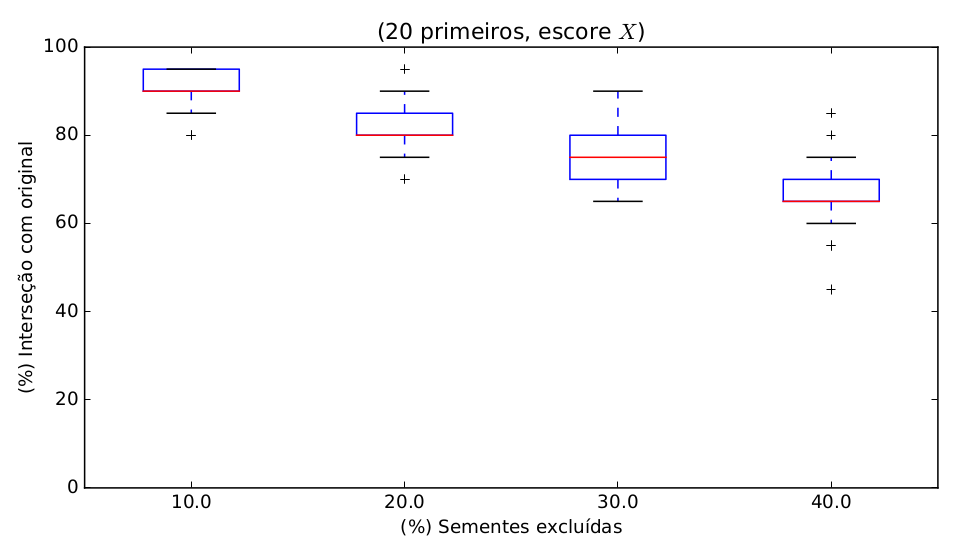 (20 primeiros, escore X)
(%) Interseção com original
100
80
60
40
20
0
10.0 20.0 30.0 40.0
(%) Sementes excluídas